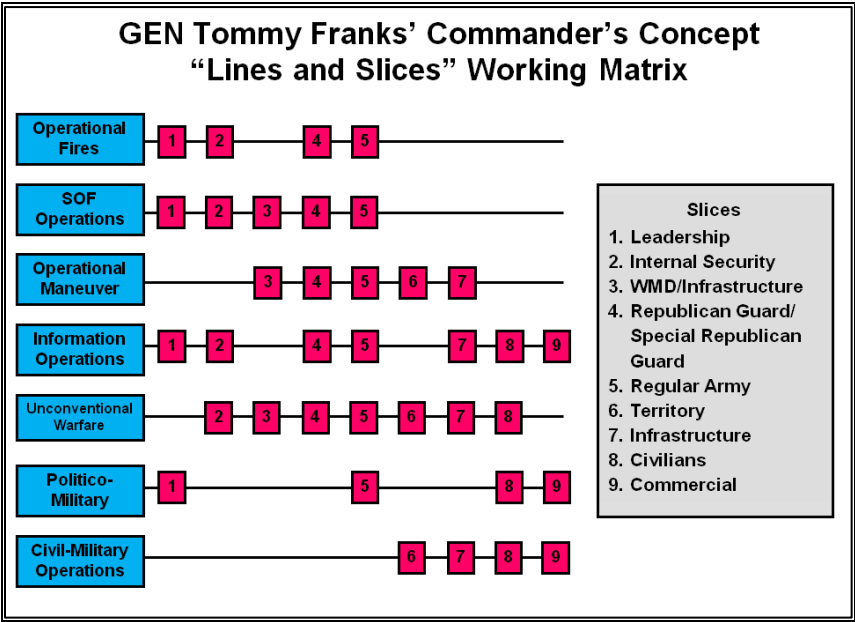 GEN Tommy Franks' Commander's Concept
“Lines and Slices” Working Matrix
Operational
Fires
1 2 4 5
SOF
Operations
1 2 3 4 5
Operational
Maneuver
3 4 5 6 7
Information
Operations
1 2 4 5 7 8 9
Unconventional
Warfare
2 3 4 5 6 7 8
Politico-
Military
1 5 8 9
Civil-Military
Operations
6 7 8 9
Slices
1. Leadership
2. Internal Security
3. WMD/Infrastructure
4. Republican Guard/
Special Republican
Guard
5. Regular Army
6. Territory
7. Infrastructure
8. Civilians
9. Commercial